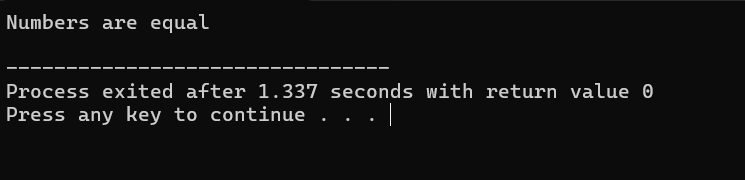 Numbers are equal
--------------------------------
Process exited after 1.337 seconds with return value 0
Press any key to continue . . .